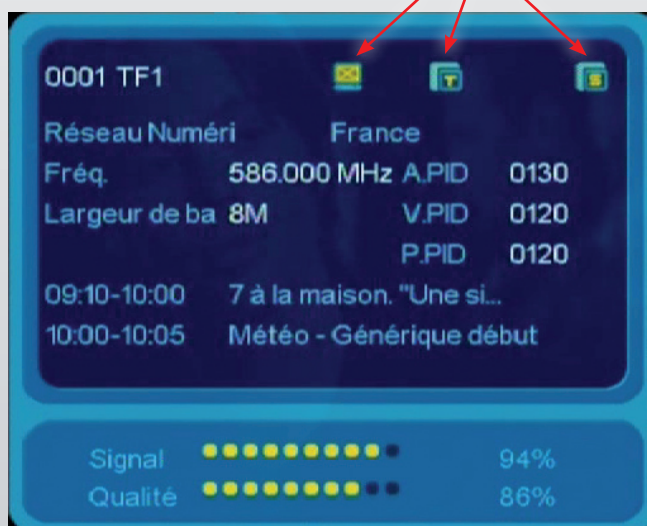 0001 TF1 T S
Réseau Numéri France
Fréq. 586.000 MHz A.PID 0130
Largeur de ba 8M V.PID 0120
P.PID 0120
09:10-10:00 7 à la maison. "Une si...
10:00-10:05 Météo - Générique début
Signal 94%
Qualité 86%